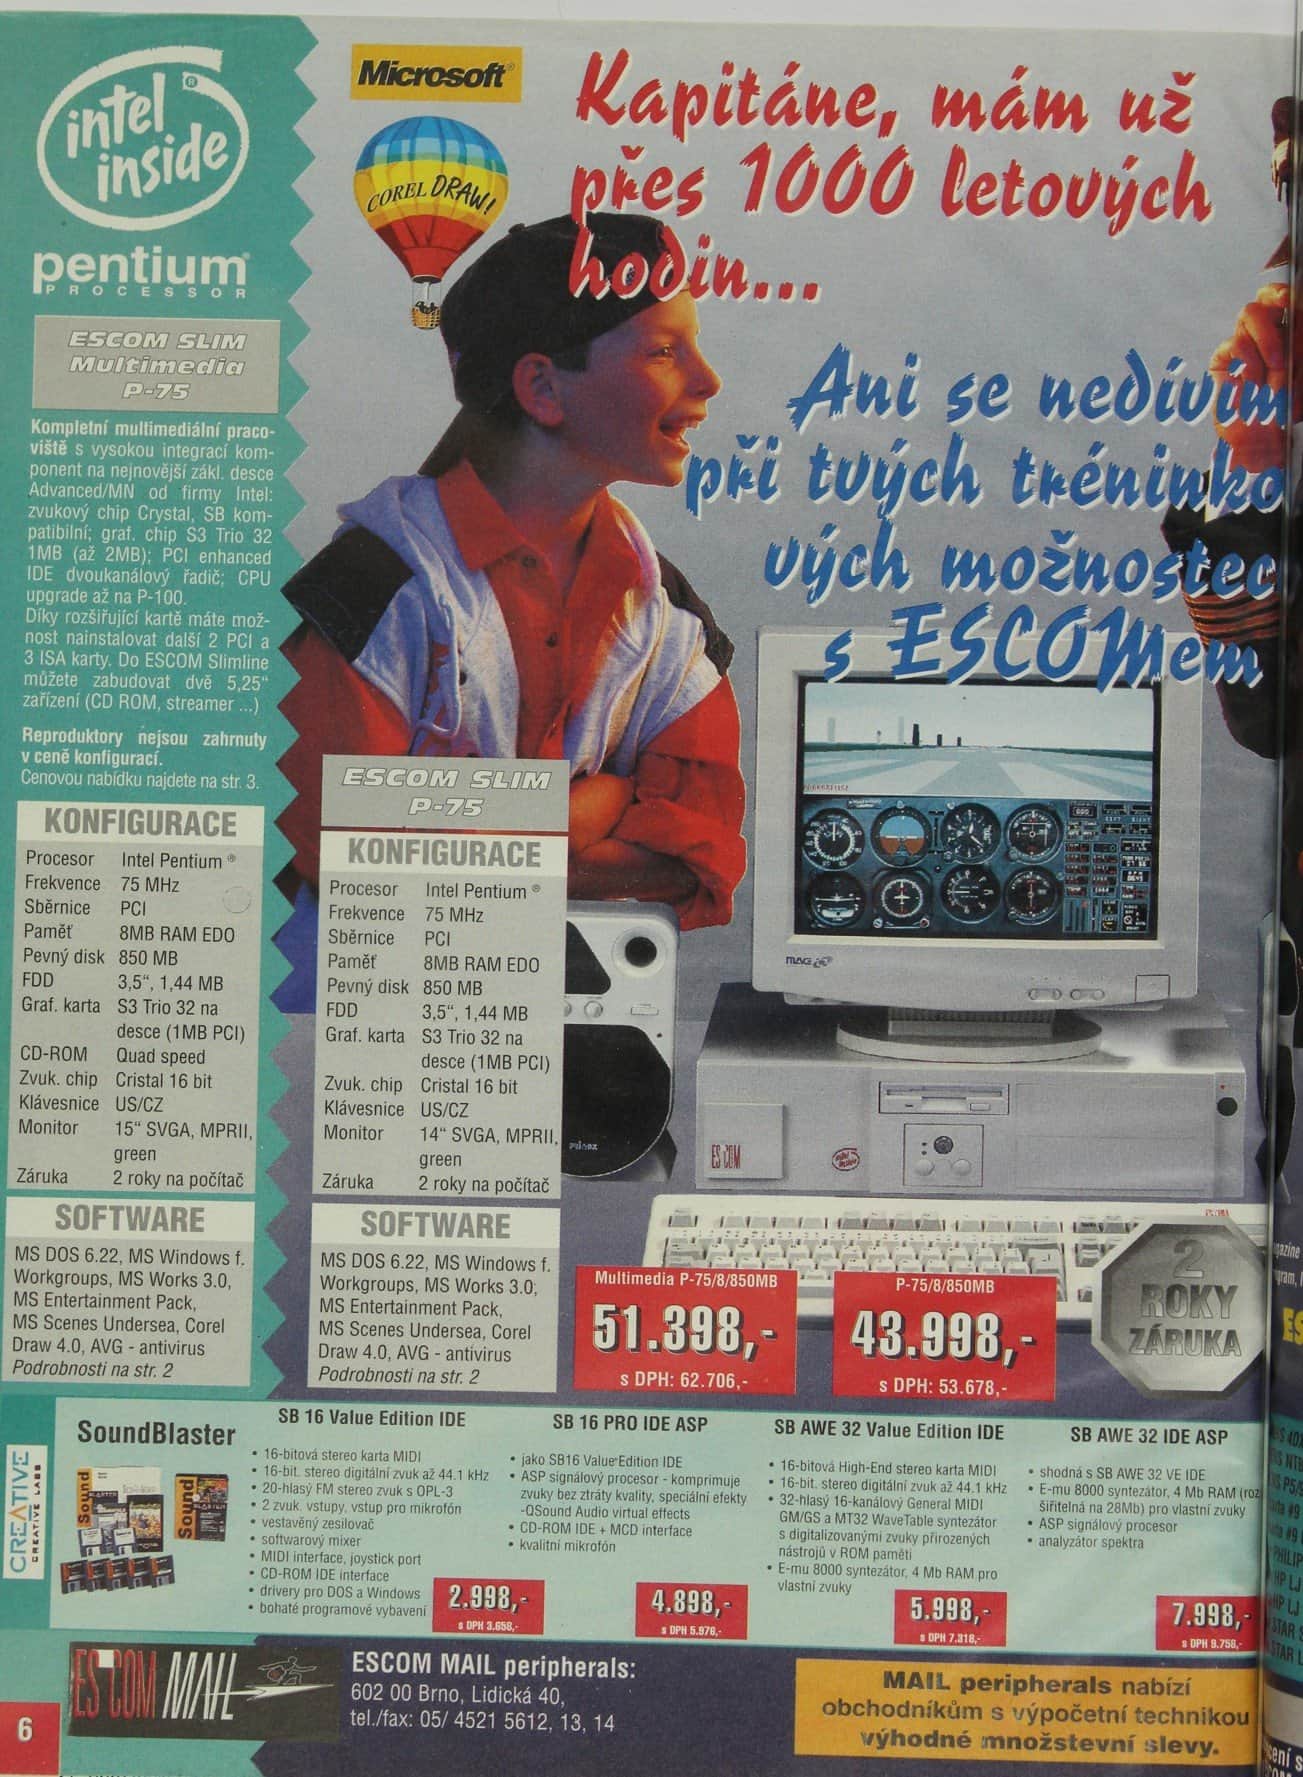 intel
inside
®
pentium®
PROCESSOR
ESCOM SLIM
Multimedia
P-75
Kompletní multimediální praco-
viště s vysokou integrací kom-
ponent na nejnovější zákl. desce
Advanced/MN od firmy Intel:
zvukový chip Crystal, SB kom-
patibilní; graf. chip S3 Trio 32
1MB (až 2MB); PCI enhanced
IDE dvoukanálový řadič; CPU
upgrade až na P-100.
Díky rozšiřující kartě máte mož-
nost nainstalovat další 2 PCI a
3 ISA karty. Do ESCOM Slimline
můžete zabudovat dvě 5,25“
zařízení (CD ROM, streamer ...)
Reproduktory nejsou zahrnuty
v ceně konfigurací.
Cenovou nabídku najdete na str. 3.
KONFIGURACE
Procesor Intel Pentium ®
Frekvence 75 MHz
Sběrnice PCI
Paměť 8MB RAM EDO
Pevný disk 850 MB
FDD 3,5“, 1,44 MB
Graf. karta S3 Trio 32 na
desce (1MB PCI)
CD-ROM Quad speed
Zvuk. chip Cristal 16 bit
Klávesnice US/CZ
Monitor 15“ SVGA, MPRII,
green
Záruka 2 roky na počítač
SOFTWARE
MS DOS 6.22, MS Windows f.
Workgroups, MS Works 3.0,
MS Entertainment Pack,
MS Scenes Undersea, Corel
Draw 4.0, AVG - antivirus
Podrobnosti na str. 2
Microsoft®
COREL DRAW!
Kapitáne, mám už
přes 1000 letových
hodin...
Ani se nedivím
při tvých tréninko
vých možnostec
s ESCOMem
ESCOM SLIM
P-75
KONFIGURACE
Procesor Intel Pentium ®
Frekvence 75 MHz
Sběrnice PCI
Paměť 8MB RAM EDO
Pevný disk 850 MB
FDD 3,5“, 1,44 MB
Graf. karta S3 Trio 32 na
desce (1MB PCI)
Zvuk. chip Cristal 16 bit
Klávesnice US/CZ
Monitor 14“ SVGA, MPRII,
green
Záruka 2 roky na počítač
SOFTWARE
MS DOS 6.22, MS Windows f.
Workgroups, MS Works 3.0,
MS Entertainment Pack,
MS Scenes Undersea, Corel
Draw 4.0, AVG - antivirus
Podrobnosti na str. 2
ESCOM
intel
inside
Multimedia P-75/8/850MB
51.398,-
s DPH: 62.706,-
P-75/8/850MB
43.998,-
s DPH: 53.678,-
2
ROKY
ZÁRUKA
CREATIVE
CREATIVE LABS
SoundBlaster
Sound
Sound
SB 16 Value Edition IDE
• 16-bitová stereo karta MIDI
• 16-bit. stereo digitální zvuk až 44.1 kHz
• 20-hlasý FM stereo zvuk s OPL-3
• 2 zvuk. vstupy, vstup pro mikrofón
• vestavěný zesilovač
• softwarový mixer
• MIDI interface, joystick port
• CD-ROM IDE interface
• drivery pro DOS a Windows
• bohaté programové vybavení
2.998,-
s DPH 3.658,-
SB 16 PRO IDE ASP
• jako SB16 Value Edition IDE
• ASP signálový procesor - komprimuje
zvuky bez ztráty kvality, speciální efekty
-QSound Audio virtual effects
• CD-ROM IDE + MCD interface
• kvalitní mikrofón
4.898,-
s DPH 5.976,-
SB AWE 32 Value Edition IDE
• 16-bitová High-End stereo karta MIDI
• 16-bit. stereo digitální zvuk až 44.1 kHz
• 32-hlasý 16-kanálový General MIDI
GM/GS a MT32 WaveTable syntezátor
s digitalizovanými zvuky přirozených
nástrojů v ROM paměti
• E-mu 8000 syntezátor, 4 Mb RAM pro
vlastní zvuky
5.998,-
s DPH 7.318,-
SB AWE 32 IDE ASP
• shodná s SB AWE 32 VE IDE
• E-mu 8000 syntezátor, 4 Mb RAM (roz
šiřitelná na 28Mb) pro vlastní zvuky
• ASP signálový procesor
• analyzátor spektra
7.998,-
s DPH 9.758,-
ESCOM MAIL
ESCOM MAIL peripherals:
602 00 Brno, Lidická 40,
tel./fax: 05/ 4521 5612, 13, 14
MAIL peripherals nabízí
obchodníkům s výpočetní technikou
výhodné množstevní slevy.
6